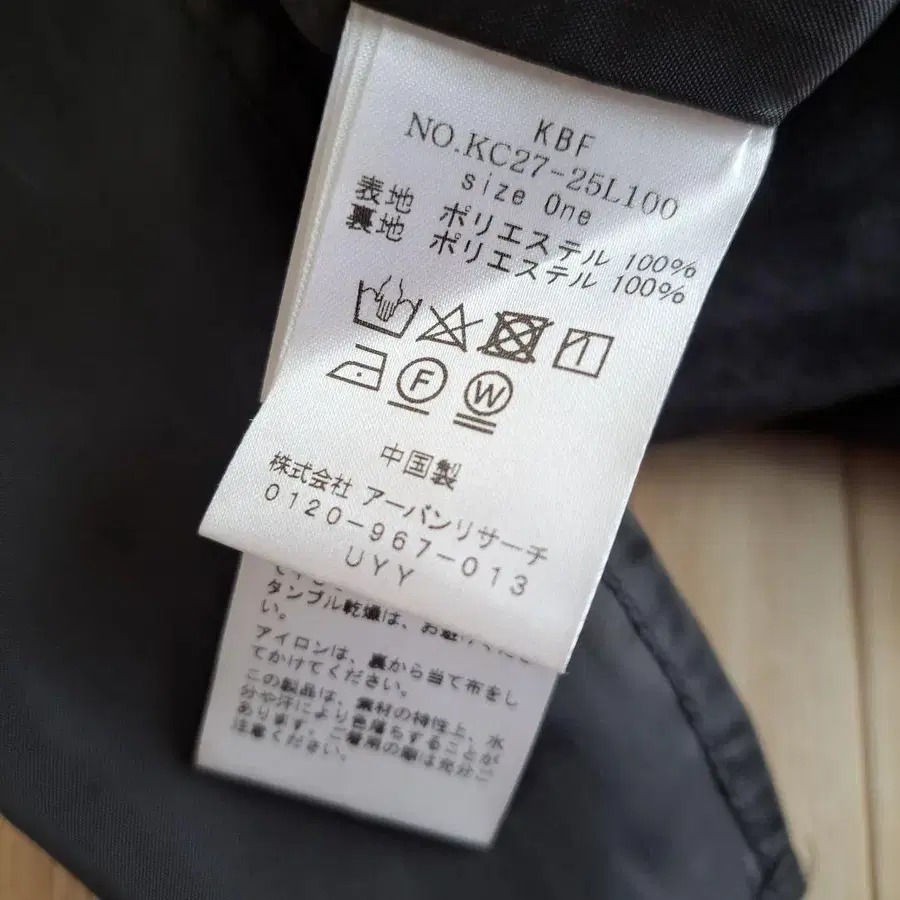 KBF
NO.KC27-25L100
size One
表地 ポリエステル 100%
裏地 ポリエステル 100%
F W
中国製
株式会社 アーバンリサーチ
0120-967-013
UYY
タンブル乾燥は、お避けくださ
い。
アイロンは、裏から当て布をし
てかけてください。
この製品は、素材の特性上、水
分や汗により色落ちすることが
あります。ご着用の際は充分ご
注意ください。